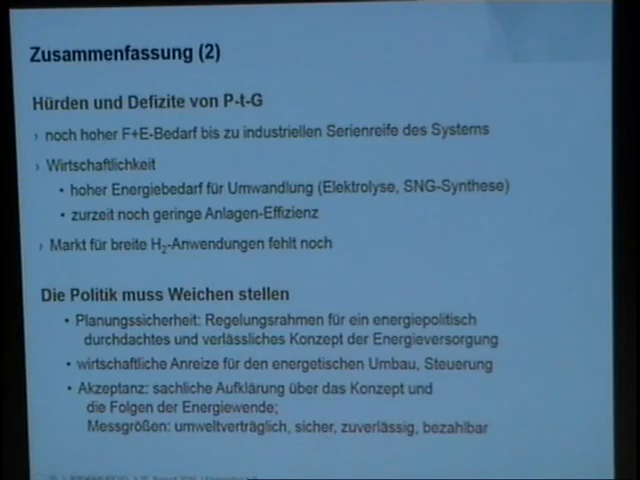 Zusammenfassung (2)
Hürden und Defizite von P-t-G
› noch hoher F+E-Bedarf bis zu industriellen Serienreife des Systems
› Wirtschaftlichkeit
• hoher Energiebedarf für Umwandlung (Elektrolyse, SNG-Synthese)
• zurzeit noch geringe Anlagen-Effizienz
› Markt für breite H₂-Anwendungen fehlt noch
Die Politik muss Weichen stellen
• Planungssicherheit: Regelungsrahmen für ein energiepolitisch
durchdachtes und verlässliches Konzept der Energieversorgung
• wirtschaftliche Anreize für den energetischen Umbau, Steuerung
• Akzeptanz: sachliche Aufklärung über das Konzept und
die Folgen der Energiewende;
Messgrößen: umweltverträglich, sicher, zuverlässig, bezahlbar